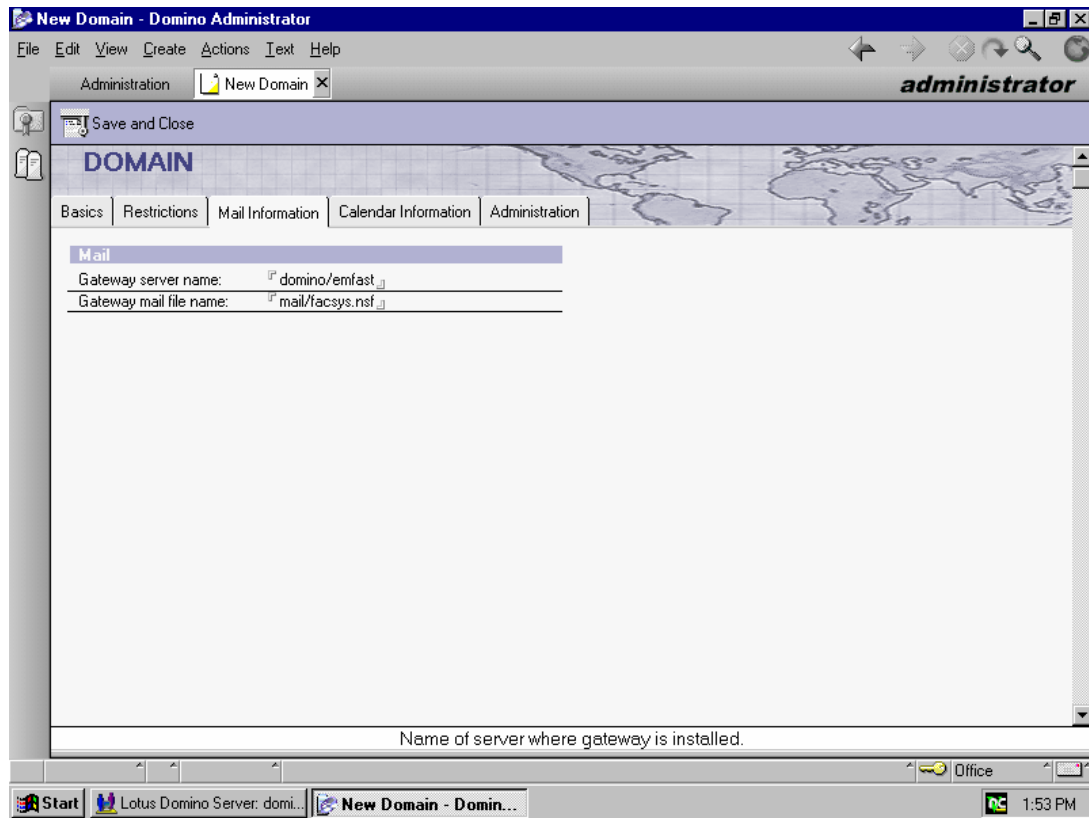 New Domain - Domino Administrator
File Edit View Create Actions Text Help
Administration New Domain administrator
Save and Close
DOMAIN
Basics Restrictions Mail Information Calendar Information Administration
Mail
Gateway server name: domino/emfast
Gateway mail file name: mail/facsys.nsf
Name of server where gateway is installed.
Office
Start Lotus Domino Server: domi... New Domain - Domin... 1:53 PM